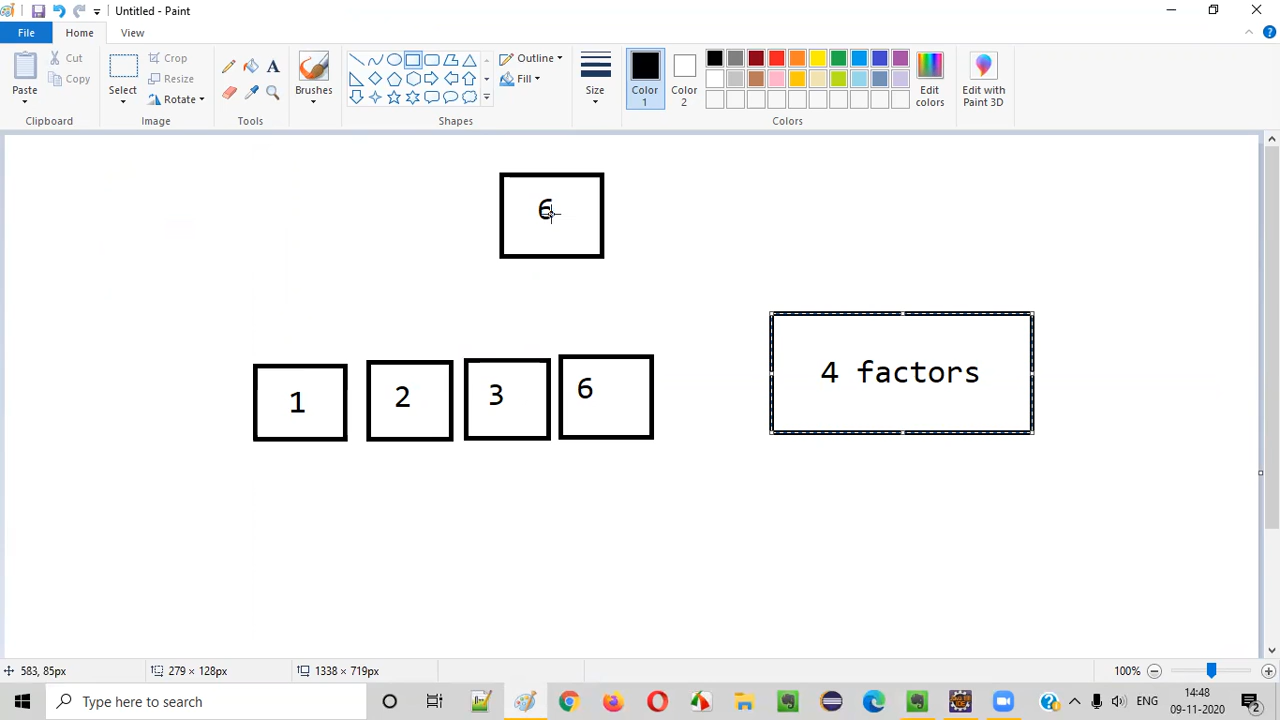 Untitled - Paint
File
Home
View
Paste
Cut
Copy
Clipboard
Select
Crop
Resize
Rotate
Image
A
Tools
Brushes
Outline
Fill
Shapes
Size
Color 1
Color 2
Edit colors
Colors
Edit with Paint 3D
6
1 2 3 6
4 factors
583, 85px
279 × 128px
1338 × 719px
100%
Type here to search
ENG
14:48
09-11-2020
2